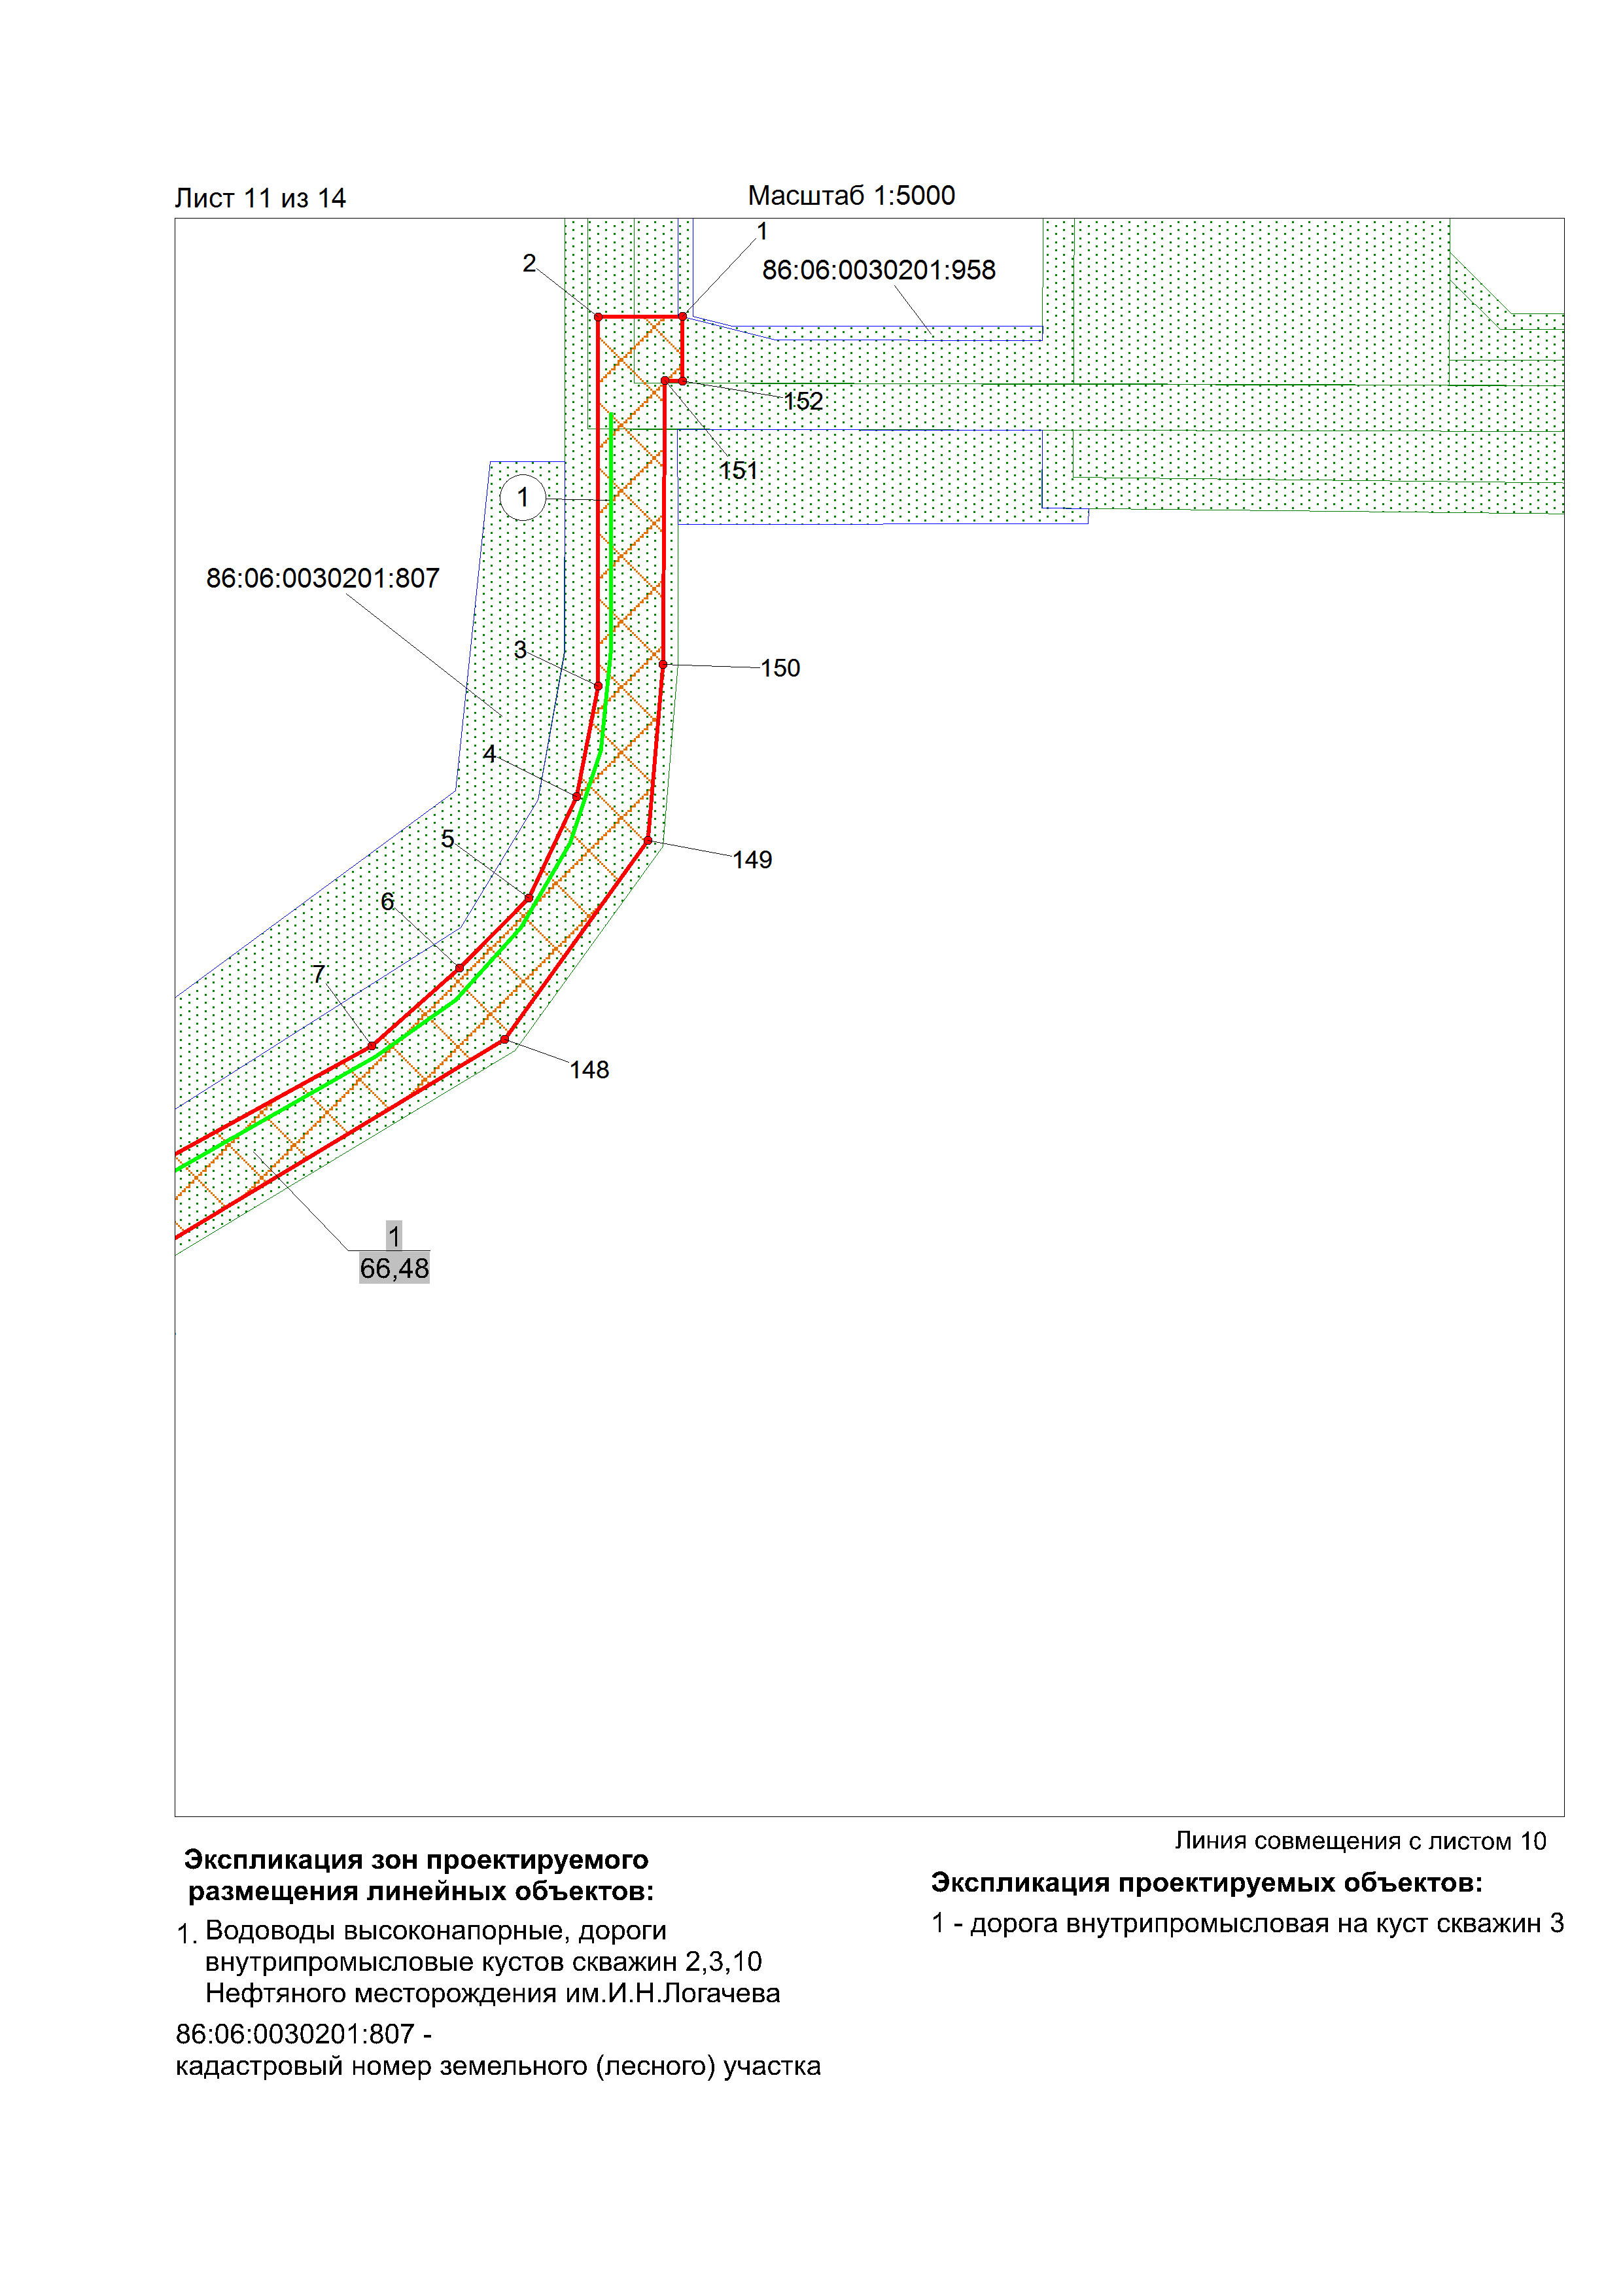 Лист 11 из 14
Масштаб 1:5000
1
2
86:06:0030201:958
152
151
1
86:06:0030201:807
3
150
4
5
149
6
7
148
1
66,48
Линия совмещения с листом 10
Экспликация зон проектируемого
размещения линейных объектов:
1. Водоводы высоконапорные, дороги
внутрипромысловые кустов скважин 2,3,10
Нефтяного месторождения им.И.Н.Логачева
86:06:0030201:807 -
кадастровый номер земельного (лесного) участка
Экспликация проектируемых объектов:
1 - дорога внутрипромысловая на куст скважин 3